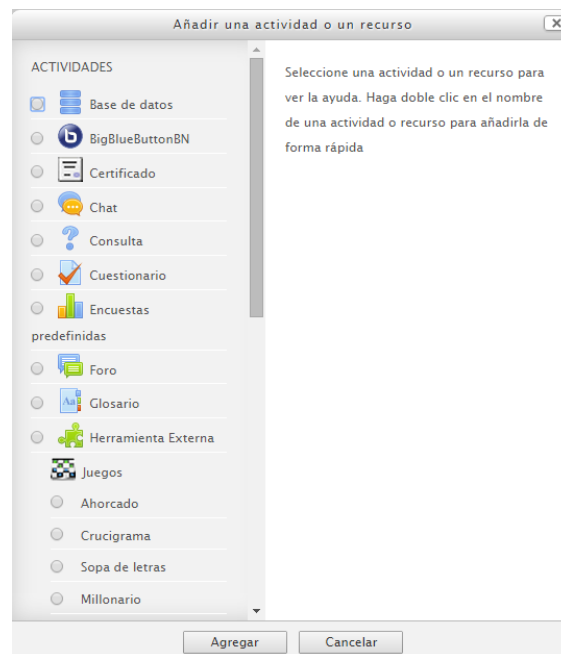 Añadir una actividad o un recurso
ACTIVIDADES
Base de datos
BigBlueButtonBN
Certificado
Chat
Consulta
Cuestionario
Encuestas
predefinidas
Foro
Glosario
Herramienta Externa
Juegos
Ahorcado
Crucigrama
Sopa de letras
Millonario
Seleccione una actividad o un recurso para
ver la ayuda. Haga doble clic en el nombre
de una actividad o recurso para añadirla de
forma rápida
Agregar
Cancelar